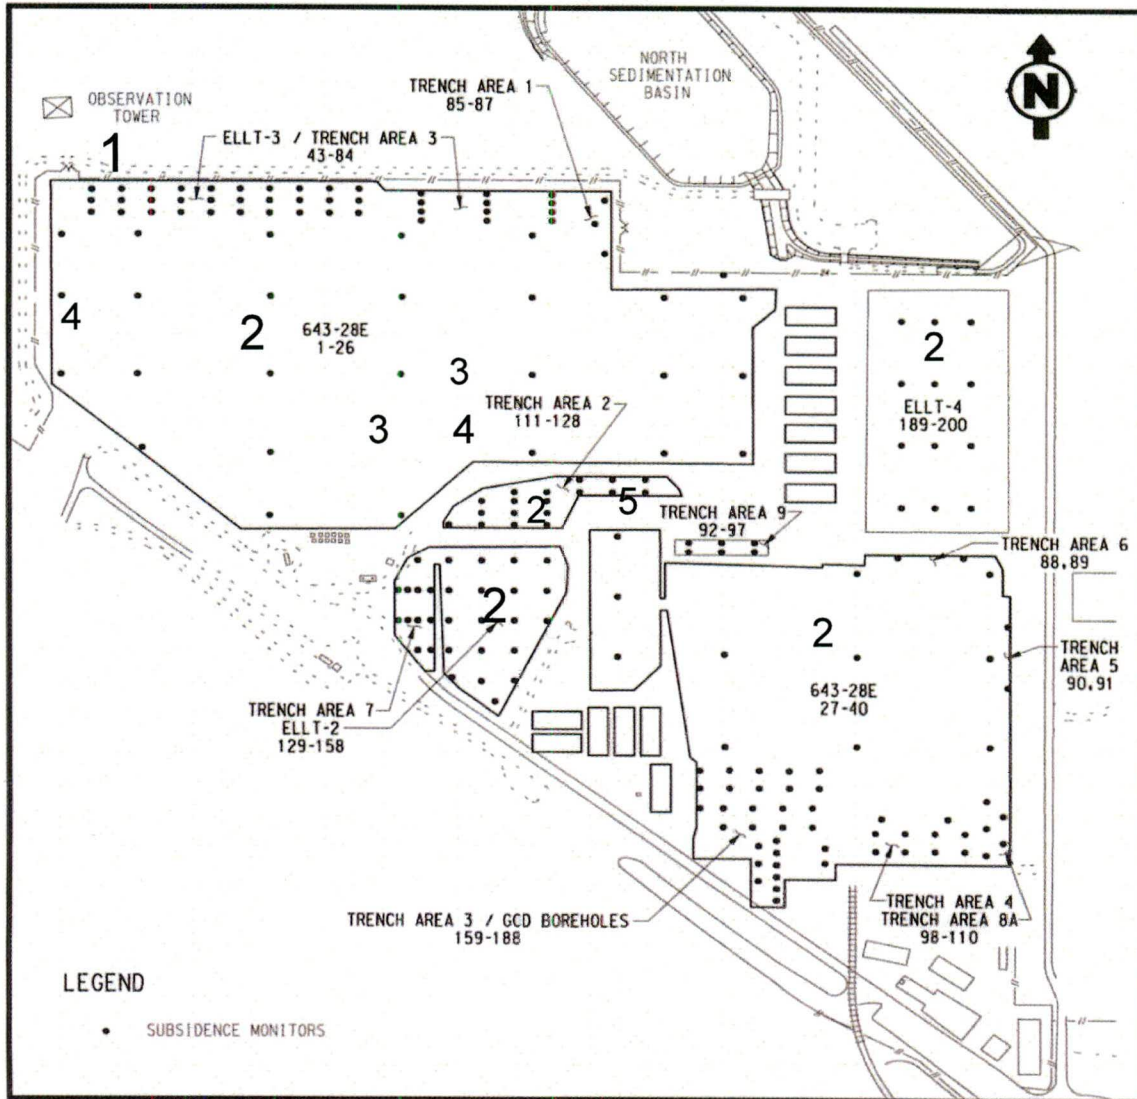 NORTH
SEDIMENTATION
BASIN
N
TRENCH AREA 1
85-87
OBSERVATION
TOWER
1
ELLT-3 / TRENCH AREA 3
43-84
24
4
2
643-28E
1-26
3
3
4
TRENCH AREA 2
111-128
2
ELLT-4
189-200
2
5
TRENCH AREA 9
92-97
TRENCH AREA 6
88,89
2
2
643-28E
27-40
TRENCH
AREA 5
90,91
TRENCH AREA 7
ELLT-2
129-158
TRENCH AREA 3 / GCD BOREHOLES
159-188
TRENCH AREA 4
TRENCH AREA 8A
98-110
LEGEND
SUBSIDENCE MONITORS